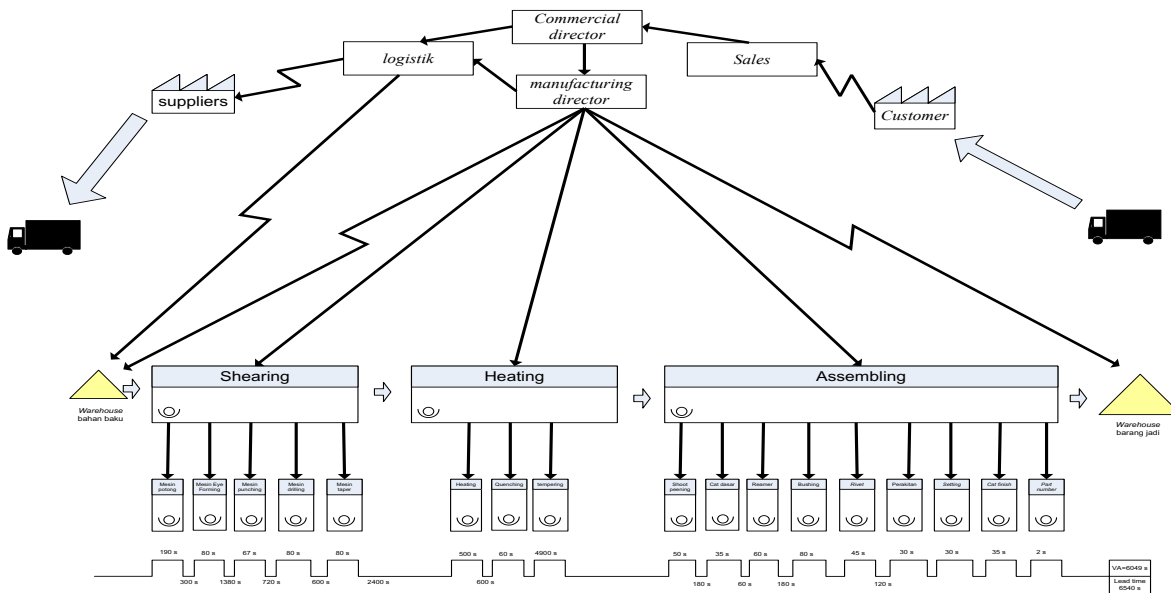 Commercial
director
logistik
Sales
manufacturing
director
suppliers
Customer
Shearing
Heating
Assembling
Warehouse
bahan baku
Warehouse
barang jadi
Mesin
potong
Mesin Eye
Forming
Mesin
punching
Mesin
drilling
Mesin
taper
Heating
Quenching
tempering
Shoot
peening
Cat dasar
Reamer
Bushing
Rivet
Perakitan
Setting
Cat finish
Part
number
190 s
80 s
67 s
80 s
80 s
500 s
60 s
4900 s
50 s
35 s
60 s
80 s
45 s
30 s
30 s
35 s
2 s
300 s
1380 s
720 s
600 s
2400 s
600 s
180 s
60 s
180 s
120 s
VA=6049 s
Lead time
6540 s